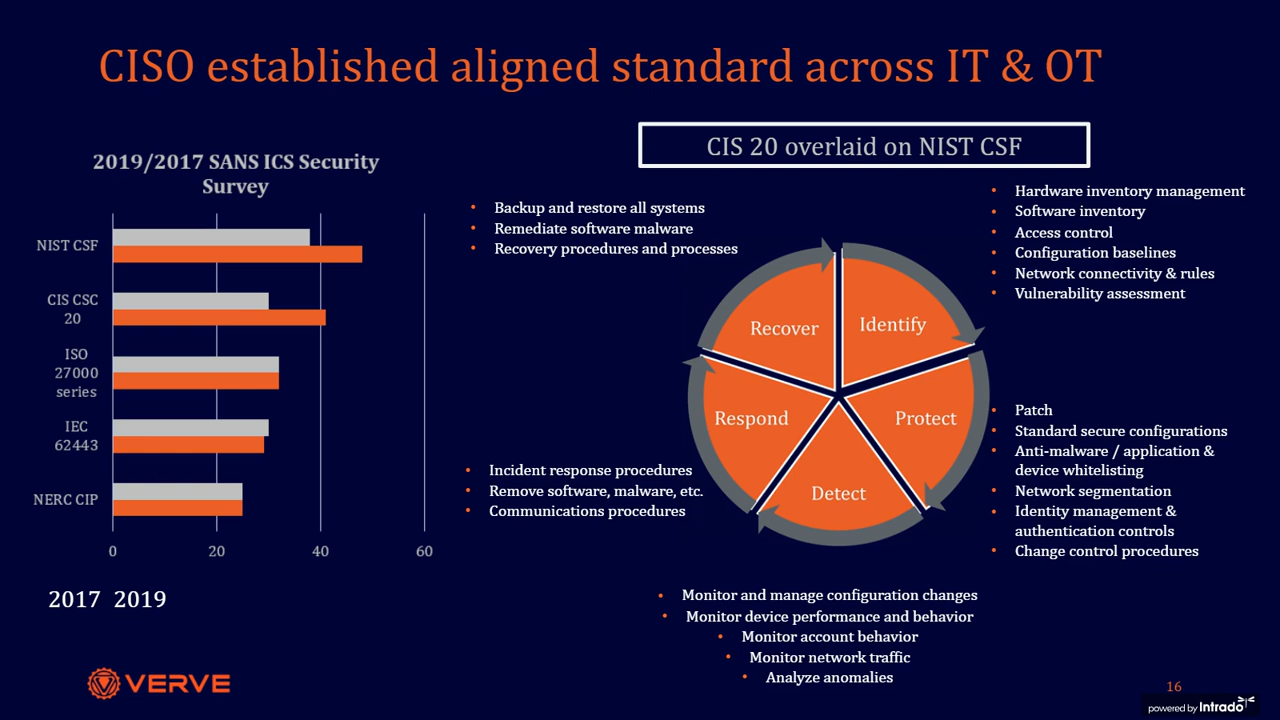 CISO established aligned standard across IT & OT
2019/2017 SANS ICS Security
Survey
NIST CSF
CIS CSC
20
ISO
27000
series
IEC
62443
NERC CIP
0 20 40 60
2017 2019
CIS 20 overlaid on NIST CSF
• Backup and restore all systems
• Remediate software malware
• Recovery procedures and processes
• Hardware inventory management
• Software inventory
• Access control
• Configuration baselines
• Network connectivity & rules
• Vulnerability assessment
Recover
Identify
Respond
Protect
Detect
• Incident response procedures
• Remove software, malware, etc.
• Communications procedures
• Patch
• Standard secure configurations
• Anti-malware / application &
device whitelisting
• Network segmentation
• Identity management &
authentication controls
• Change control procedures
• Monitor and manage configuration changes
• Monitor device performance and behavior
• Monitor account behavior
• Monitor network traffic
• Analyze anomalies
VERVE
16
powered by Intrado